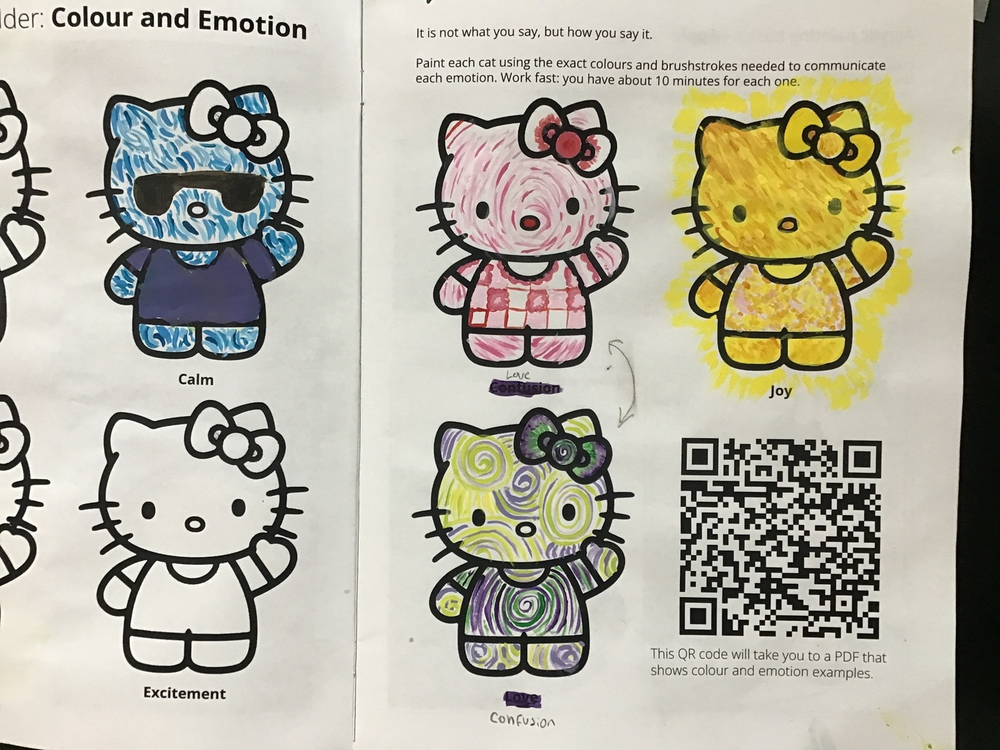 lder: Colour and Emotion
Calm
Excitement
It is not what you say, but how you say it.
Paint each cat using the exact colours and brushstrokes needed to communicate
each emotion. Work fast: you have about 10 minutes for each one.
Love
Confusion
Joy
Love
Confusion
This QR code will take you to a PDF that
shows colour and emotion examples.